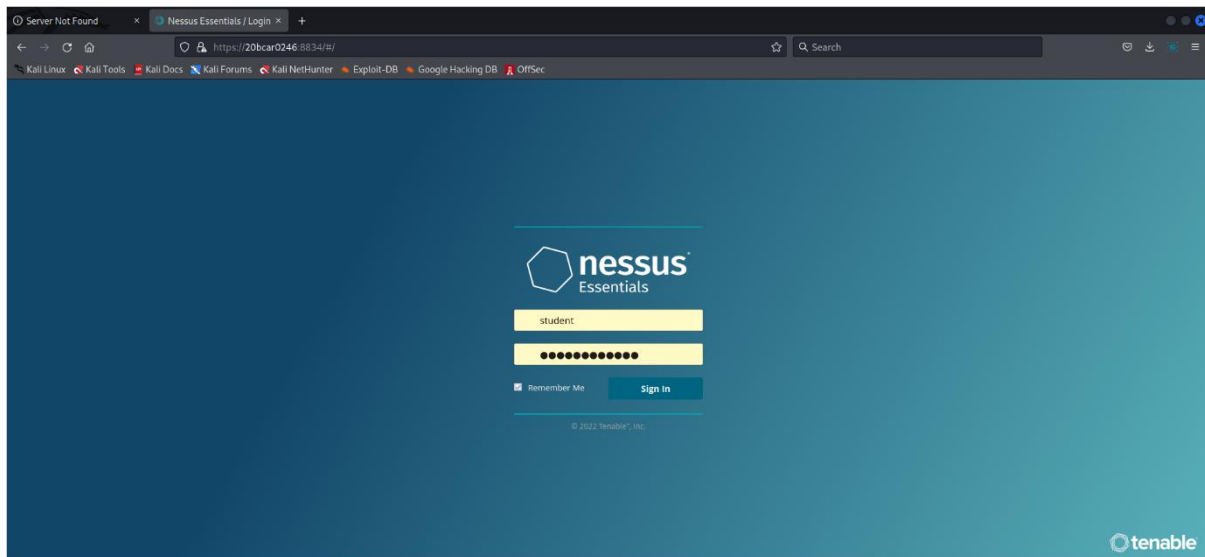 Server Not Found × Nessus Essentials / Login × +
https://20bcar0246:8834/#/ Search
Kali Linux Kali Tools Kali Docs Kali Forums Kali NetHunter Exploit-DB Google Hacking DB OffSec
nessus
Essentials
student
●●●●●●●●●●●●
Remember Me Sign In
© 2022 Tenable™, Inc.
tenable